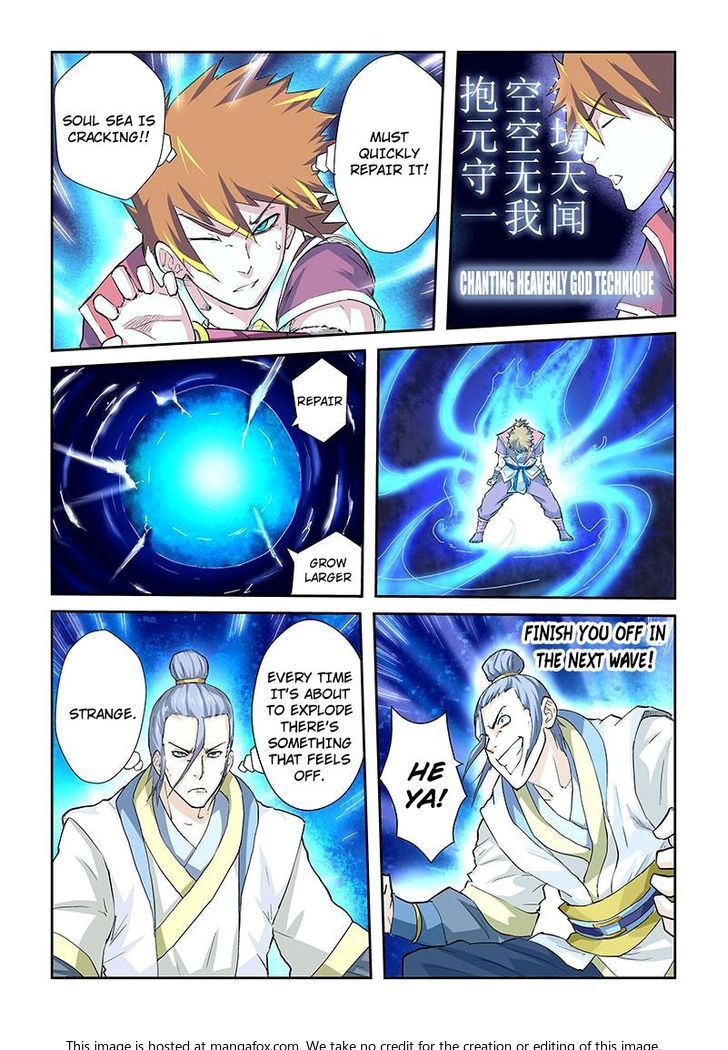 SOUL SEA IS
CRACKING!!
MUST
QUICKLY
REPAIR IT!
境天闻
空空无我
抱元守一
CHANTING HEAVENLY GOD TECHNIQUE
REPAIR
GROW
LARGER
STRANGE.
EVERY TIME
IT'S ABOUT
TO EXPLODE
THERE'S
SOMETHING
THAT FEELS
OFF.
FINISH YOU OFF IN
THE NEXT WAVE!
HE
YA!
This image is hosted at mangafox.com. We take no credit for the creation or editing of this image.